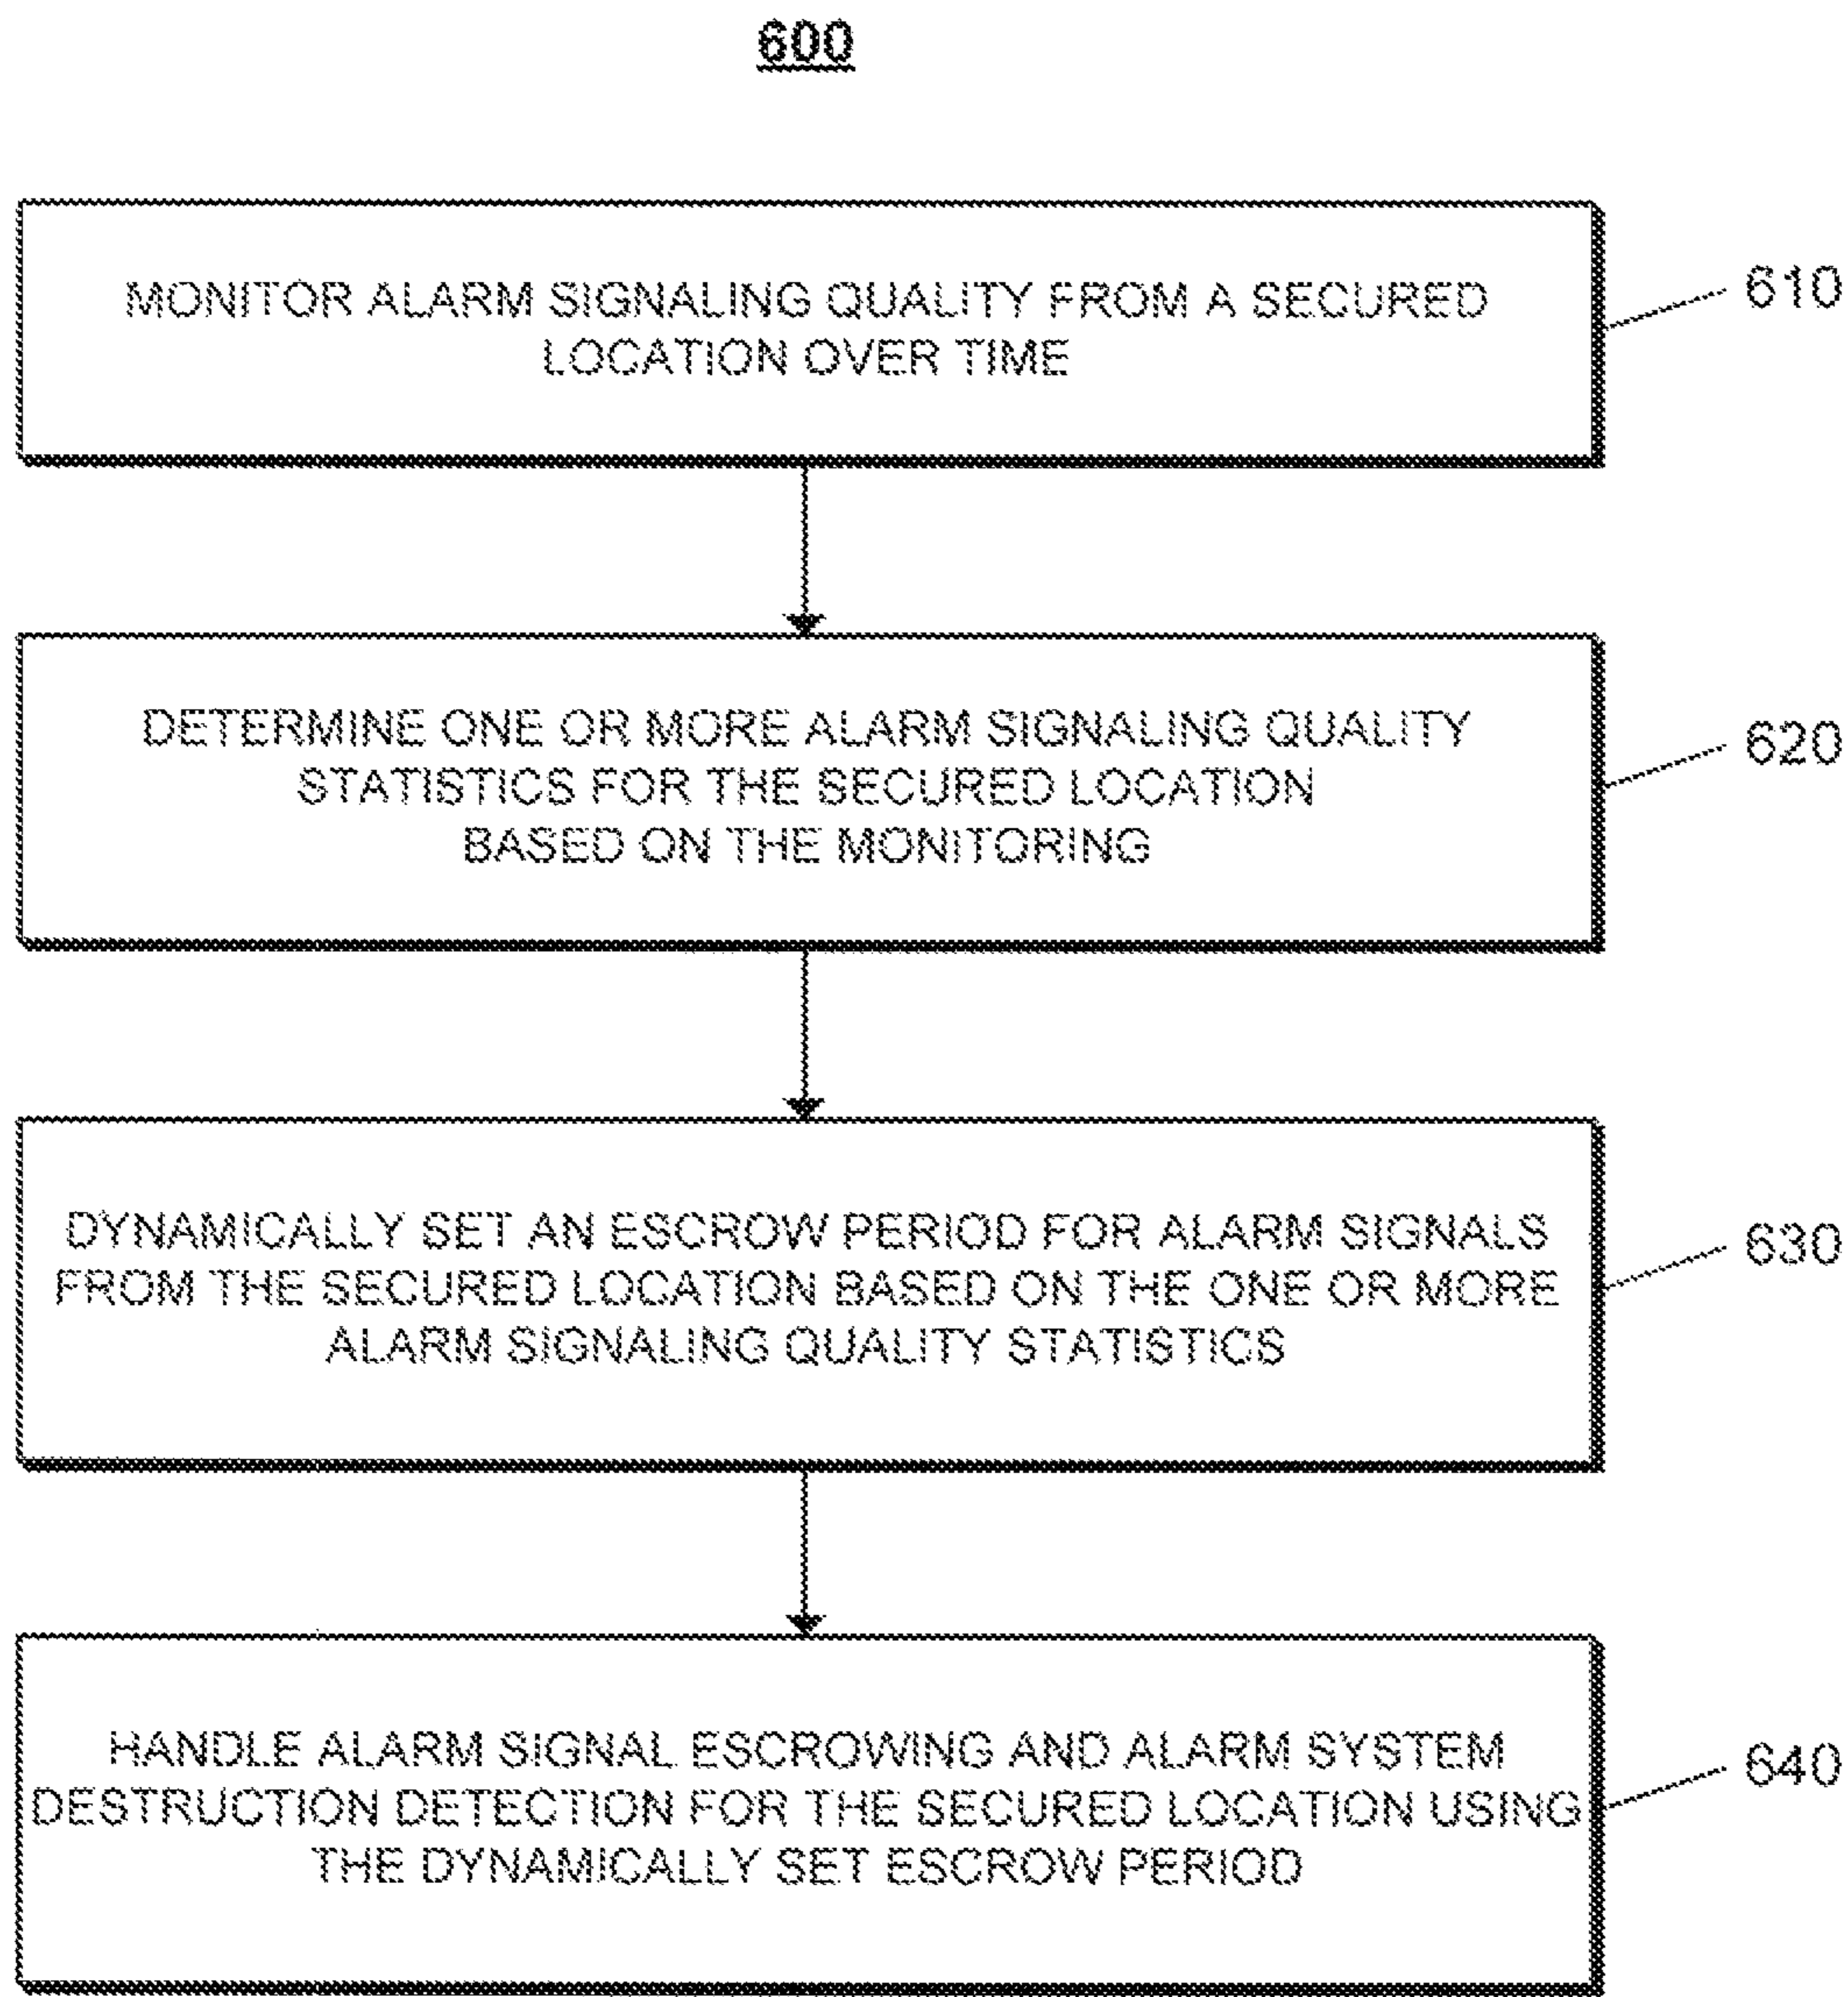 600
MONITOR ALARM SIGNALING QUALITY FROM A SECURED
LOCATION OVER TIME
610
DETERMINE ONE OR MORE ALARM SIGNALING QUALITY
STATISTICS FOR THE SECURED LOCATION
BASED ON THE MONITORING
620
DYNAMICALLY SET AN ESCROW PERIOD FOR ALARM SIGNALS
FROM THE SECURED LOCATION BASED ON THE ONE OR MORE
ALARM SIGNALING QUALITY STATISTICS
630
HANDLE ALARM SIGNAL ESCROWING AND ALARM SYSTEM
DESTRUCTION DETECTION FOR THE SECURED LOCATION USING
THE DYNAMICALLY SET ESCROW PERIOD
640